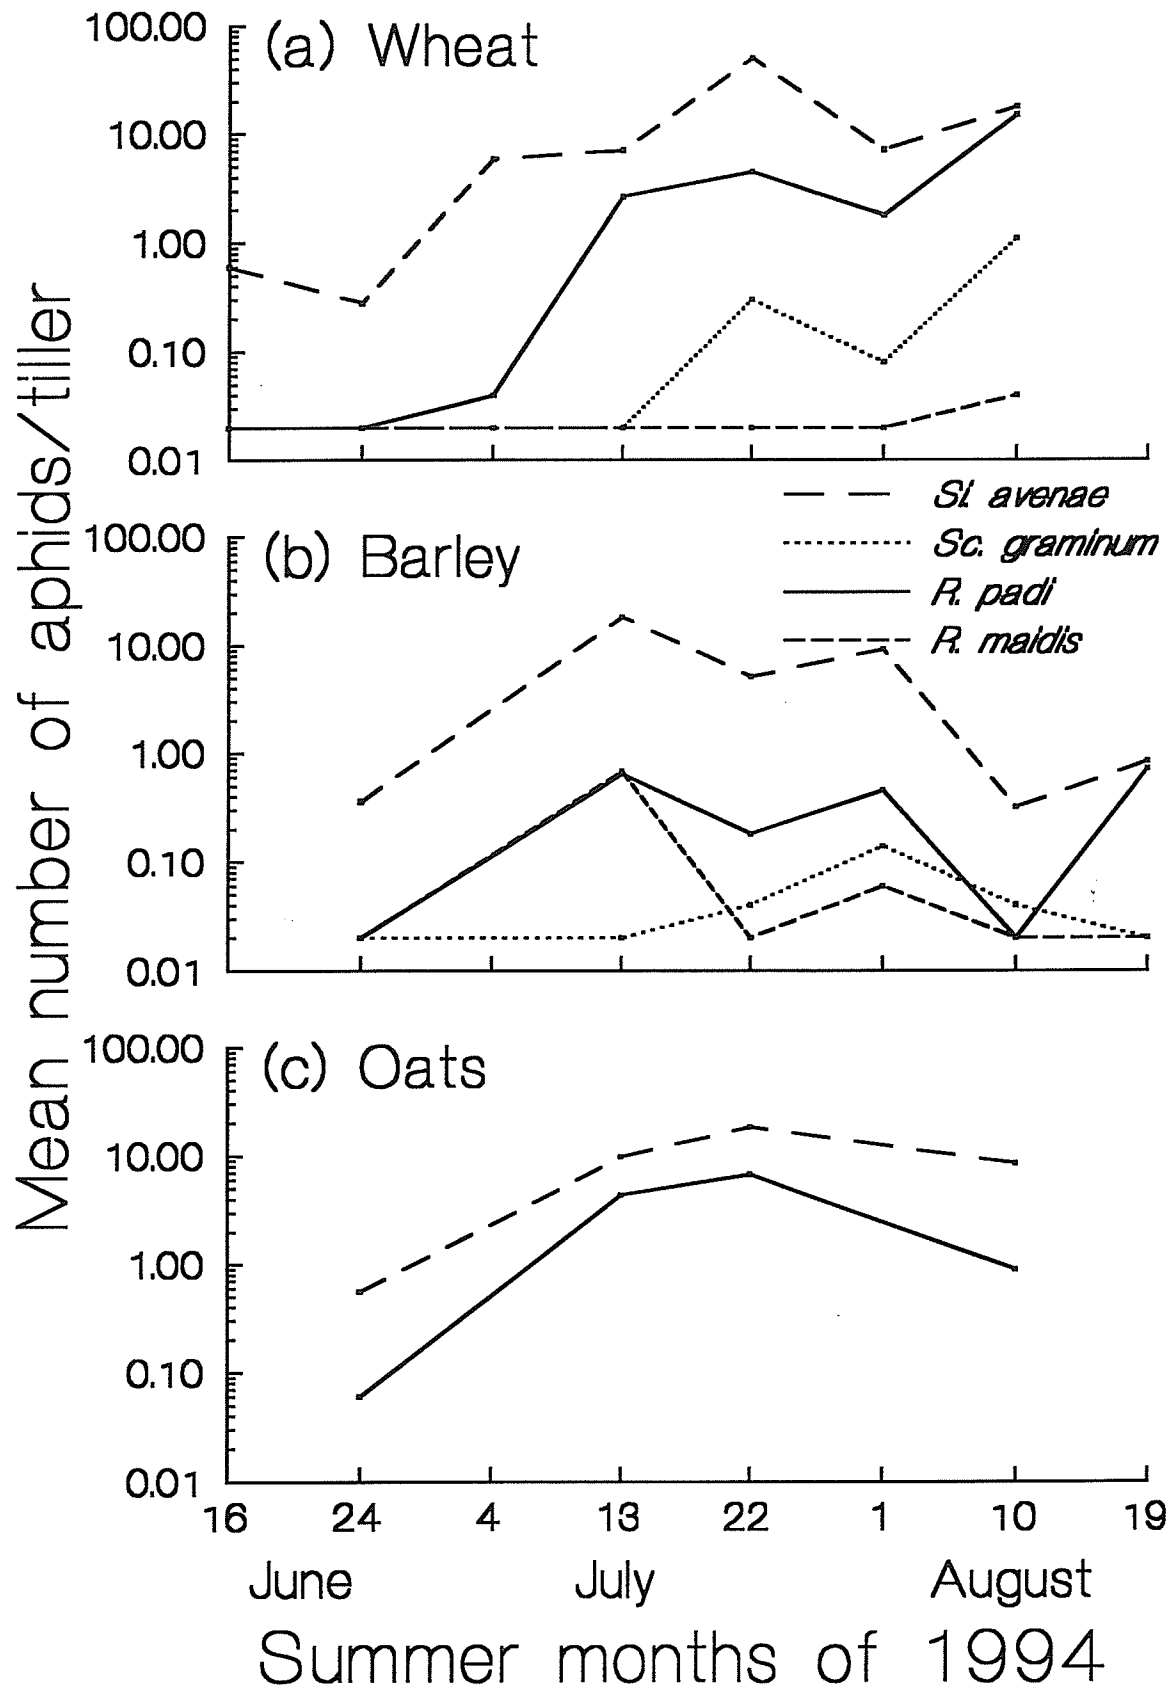 Mean number of aphids/tiller
(a) Wheat
100.00
10.00
1.00
0.10
0.01
Si. avenae
Sc. graminum
R. padi
R. maidis
(b) Barley
100.00
10.00
1.00
0.10
0.01
(c) Oats
100.00
10.00
1.00
0.10
0.01
16 24 4 13 22 1 10 19
June July August
Summer months of 1994